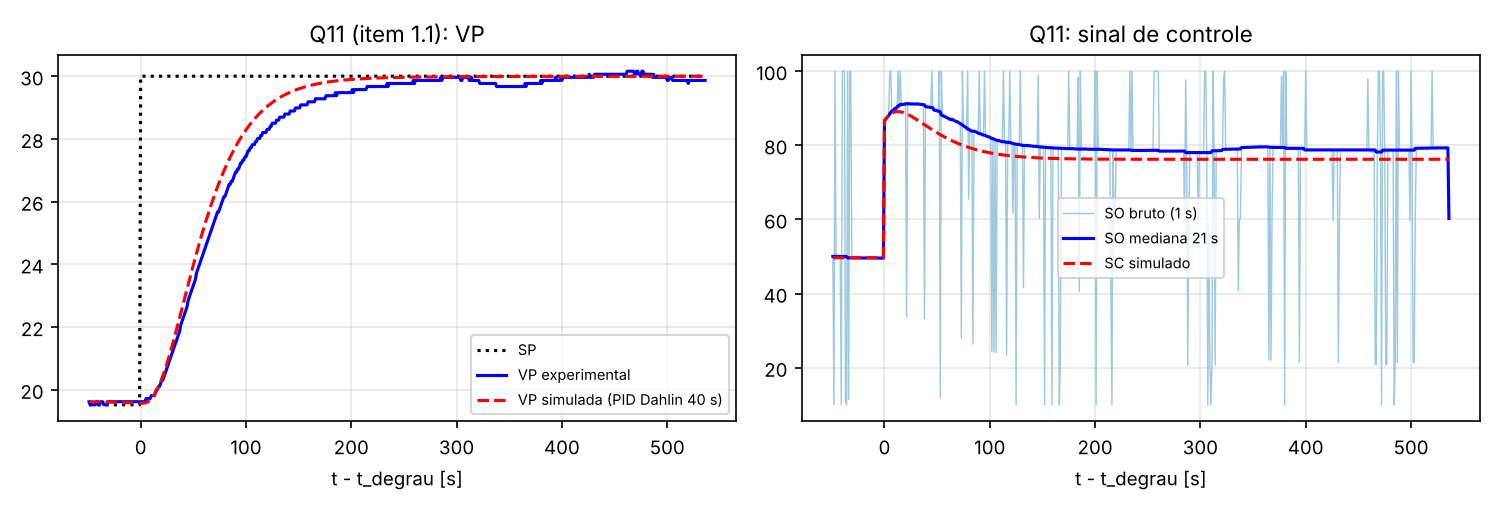 Q11 (item 1.1): VP
30
28
26
24
22
20
0
100
200
300
400
500
t - t_degrau [s]
SP
VP experimental
VP simulada (PID Dahlin 40 s)
Q11: sinal de controle
100
80
60
40
20
0
100
200
300
400
500
t - t_degrau [s]
SO bruto (1 s)
SO mediana 21 s
SC simulado